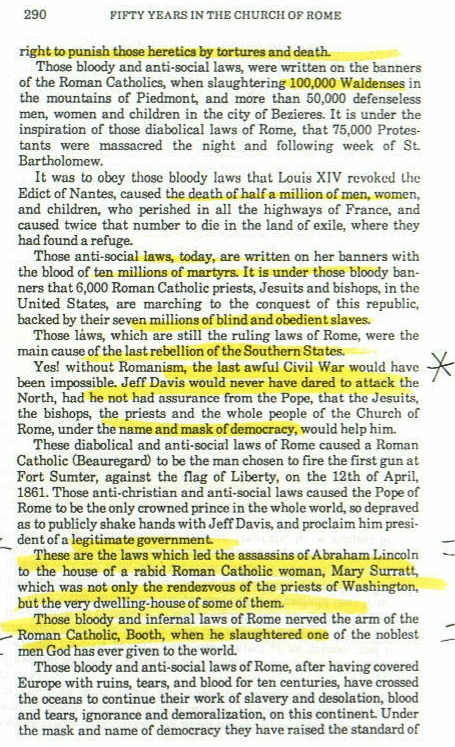 290 FIFTY YEARS IN THE CHURCH OF ROME
right to punish those heretics by tortures and death.
Those bloody and anti-social laws, were written on the banners
of the Roman Catholics, when slaughtering 100,000 Waldenses in
the mountains of Piedmont, and more than 50,000 defenseless
men, women and children in the city of Bezieres. It is under the
inspiration of those diabolical laws of Rome, that 75,000 Protes-
tants were massacred the night and following week of St.
Bartholomew.
It was to obey those bloody laws that Louis XIV revoked the
Edict of Nantes, caused the death of half a million of men, women,
and children, who perished in all the highways of France, and
caused twice that number to die in the land of exile, where they
had found a refuge.
Those anti-social laws, today, are written on her banners with
the blood of ten millions of martyrs. It is under those bloody ban-
ners that 6,000 Roman Catholic priests, Jesuits and bishops, in the
United States, are marching to the conquest of this republic,
backed by their seven millions of blind and obedient slaves.
Those laws, which are still the ruling laws of Rome, were the
main cause of the last rebellion of the Southern States.
Yes! without Romanism, the last awful Civil War would have
been impossible. Jeff Davis would never have dared to attack the
North, had he not had assurance from the Pope, that the Jesuits,
the bishops, the priests and the whole people of the Church of
Rome, under the name and mask of democracy, would help him.
These diabolical and anti-social laws of Rome caused a Roman
Catholic (Beauregard) to be the man chosen to fire the first gun at
Fort Sumter, against the flag of Liberty, on the 12th of April,
1861. Those anti-christian and anti-social laws caused the Pope of
Rome to be the only crowned prince in the whole world, so depraved
as to publicly shake hands with Jeff Davis, and proclaim him presi-
dent of a legitimate government.
These are the laws which led the assassins of Abraham Lincoln
to the house of a rabid Roman Catholic woman, Mary Surratt,
which was not only the rendezvous of the priests of Washington,
but the very dwelling-house of some of them.
Those bloody and infernal laws of Rome nerved the arm of the
Roman Catholic, Booth, when he slaughtered one of the noblest
men God has ever given to the world.
Those bloody and anti-social laws of Rome, after having covered
Europe with ruins, tears, and blood for ten centuries, have crossed
the oceans to continue their work of slavery and desolation, blood
and tears, ignorance and demoralization, on this continent. Under
the mask and name of democracy they have raised the standard of